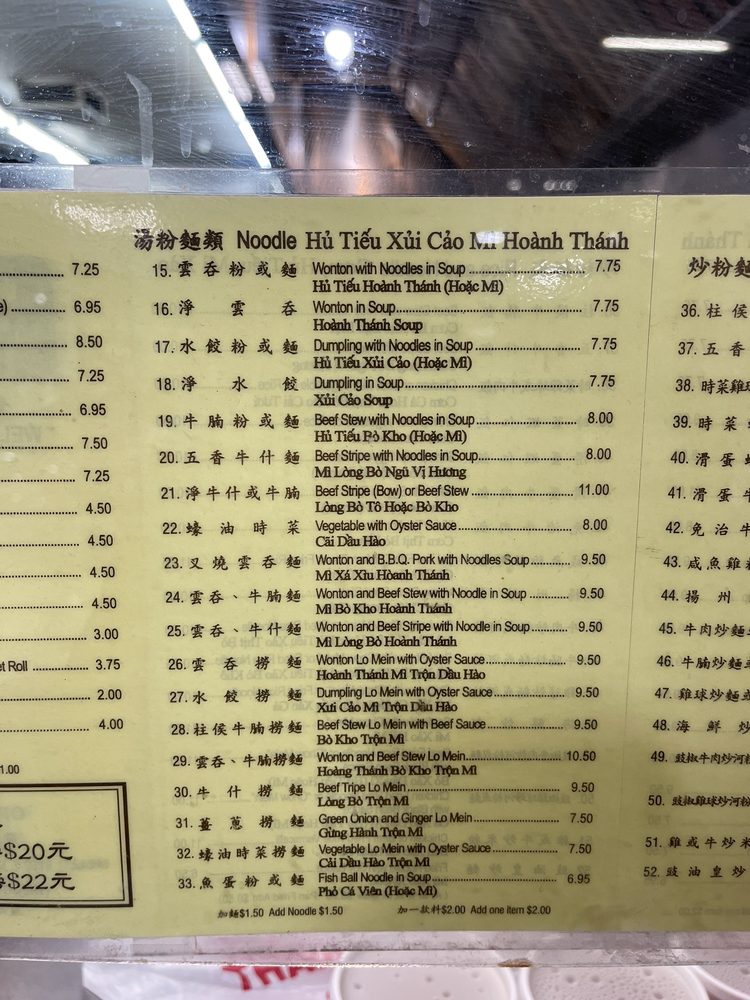 湯粉麵類 Noodle Hủ Tiếu Xủi Cảo Mì Hoành Thánh
15. 雲吞粉或麵 Wonton with Noodles in Soup 7.75
Hủ Tiếu Hoành Thánh (Hoặc Mì)
16. 淨雲吞 Wonton in Soup 7.75
Hoành Thánh Soup
17. 水餃粉或麵 Dumpling with Noodles in Soup 7.75
Hủ Tiếu Xủi Cảo (Hoặc Mì)
18. 淨水餃 Dumpling in Soup 7.75
Xủi Cảo Soup
19. 牛腩粉或麵 Beef Stew with Noodles in Soup 8.00
Hủ Tiếu Bò Kho (Hoặc Mì)
20. 五香牛什麵 Beef Stripe with Noodles in Soup 8.00
Mì Lòng Bò Ngũ Vị Hương
21. 淨牛什或牛腩 Beef Stripe (Bow) or Beef Stew 11.00
Lòng Bò Tô Hoặc Bò Kho
22. 蠔油時菜 Vegetable with Oyster Sauce 8.00
Cãi Dầu Hào
23. 叉燒雲吞麵 Wonton and B.B.Q. Pork with Noodles Soup 9.50
Mì Xá Xìu Hòanh Thánh
24. 雲吞、牛腩麵 Wonton and Beef Stew with Noodle in Soup 9.50
Mì Bò Kho Hoành Thánh
25. 雲吞、牛什麵 Wonton and Beef Stripe with Noodle in Soup 9.50
Mì Lòng Bò Hoành Thánh
26. 雲吞撈麵 Wonton Lo Mein with Oyster Sauce 9.50
Hoành Thánh Mì Trộn Dầu Hào
27. 水餃撈麵 Dumpling Lo Mein with Oyster Sauce 9.50
Xưi Cảo Mì Trộn Dầu Hào
28. 柱侯牛腩撈麵 Beef Stew Lo Mein with Beef Sauce 9.50
Bò Kho Trộn Mì
29. 雲吞、牛腩撈麵 Wonton and Beef Stew Lo Mein 10.50
Hoàng Thánh Bò Kho Trộn Mì
30. 牛什撈麵 Beef Tripe Lo Mein 9.50
Lòng Bò Trộn Mì
31. 薑蔥撈麵 Green Onion and Ginger Lo Mein 7.50
Gừng Hành Trộn Mì
32. 蠔油時菜撈麵 Vegetable Lo Mein with Oyster Sauce 7.50
Cải Dầu Hào Trộn Mì
33. 魚蛋粉或麵 Fish Ball Noodle in Soup 6.95
Phở Cá Viên (Hoặc Mì)
加麵$1.50 Add Noodle $1.50 加一款料$2.00 Add one item $2.00
7.25
6.95
8.50
7.25
6.95
7.50
7.25
4.50
4.50
4.50
4.50
3.00
Roll 3.75
2.00
4.00
$20元
$22元
炒粉麵
36. 柱侯
37. 五香
38. 時菜雞球
39. 時菜
40. 滑蛋
41. 滑蛋牛
42. 免治牛
43. 咸魚雞粒
44. 揚州
45. 牛肉炒麵
46. 牛腩炒麵
47. 雞球炒麵
48. 海鮮炒
49. 豉椒牛肉炒河粉
50. 豉椒雞球炒河粉
51. 雞或牛炒米
52. 豉油皇炒